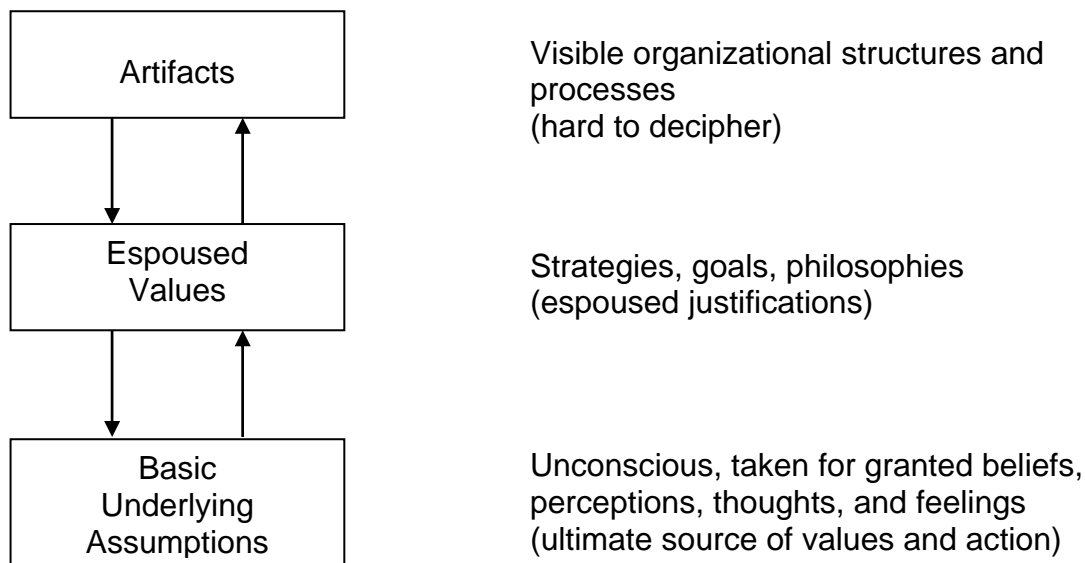 Artifacts
Visible organizational structures and
processes
(hard to decipher)
Espoused
Values
Strategies, goals, philosophies
(espoused justifications)
Basic
Underlying
Assumptions
Unconscious, taken for granted beliefs,
perceptions, thoughts, and feelings
(ultimate source of values and action)